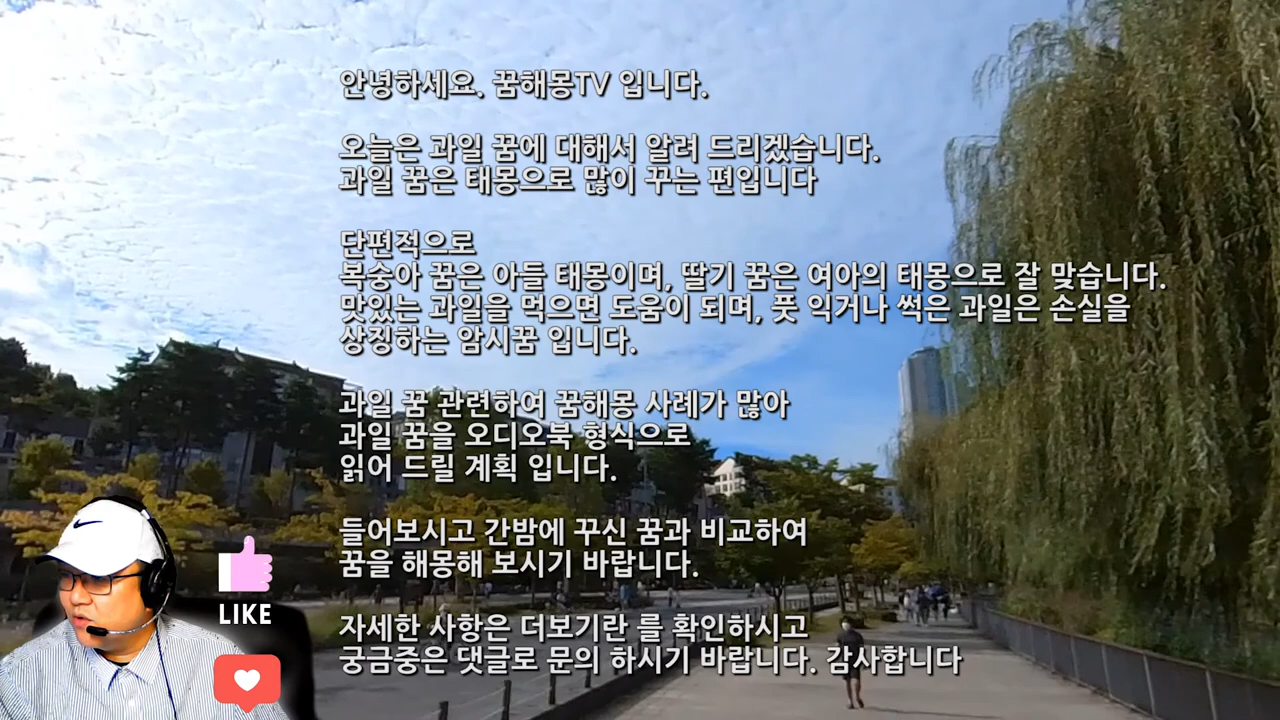 안녕하세요. 꿈해몽TV 입니다.
오늘은 과일 꿈에 대해서 알려 드리겠습니다.
과일 꿈은 태몽으로 많이 꾸는 편입니다
단편적으로
복숭아 꿈은 아들 태몽이며, 딸기 꿈은 여아의 태몽으로 잘 맞습니다.
맛있는 과일을 먹으면 도움이 되며, 풋 익거나 썩은 과일은 손실을
상징하는 암시꿈 입니다.
과일 꿈 관련하여 꿈해몽 사례가 많아
과일 꿈을 오디오북 형식으로
읽어 드릴 계획 입니다.
들어보시고 간밤에 꾸신 꿈과 비교하여
꿈을 해몽해 보시기 바랍니다.
자세한 사항은 더보기란 를 확인하시고
궁금중은 댓글로 문의 하시기 바랍니다. 감사합니다
LIKE